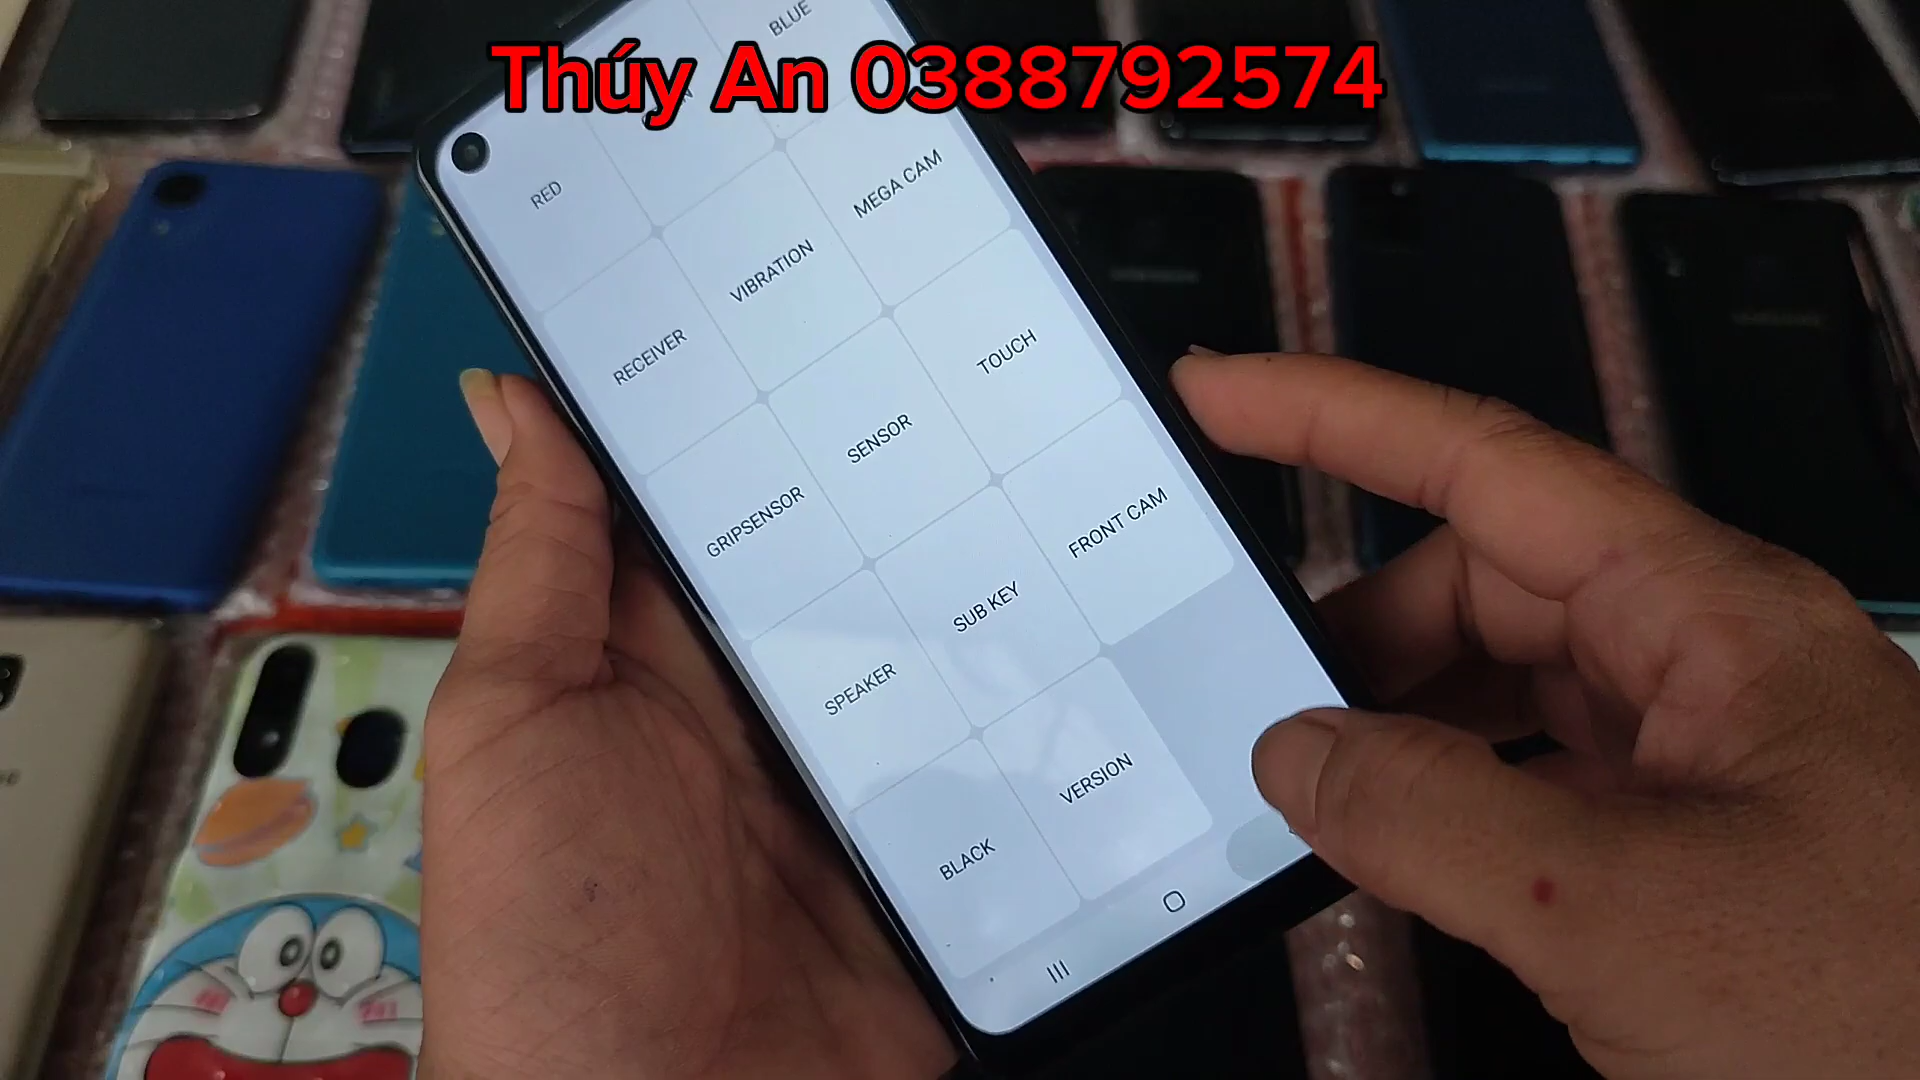 Thúy An 0388792574
RED
BLUE
RECEIVER
VIBRATION
MEGA CAM
GRIPSENSOR
SENSOR
TOUCH
SPEAKER
SUB KEY
FRONT CAM
BLACK
VERSION